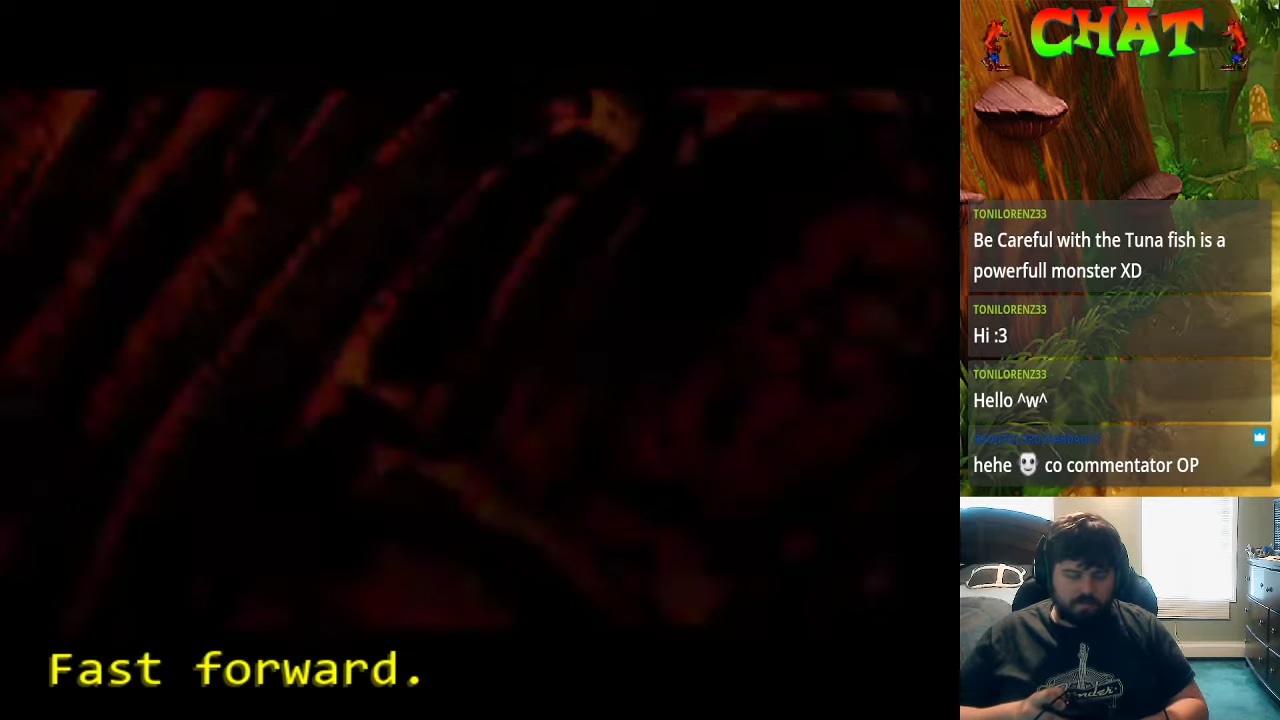 CHAT
TONILORENZ33
Be Careful with the Tuna fish is a
powerfull monster XD
TONILORENZ33
Hi :3
TONILORENZ33
Hello ^w^
hehe co commentator OP
Fender
Fast forward.